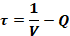 τ = 1/V − Q